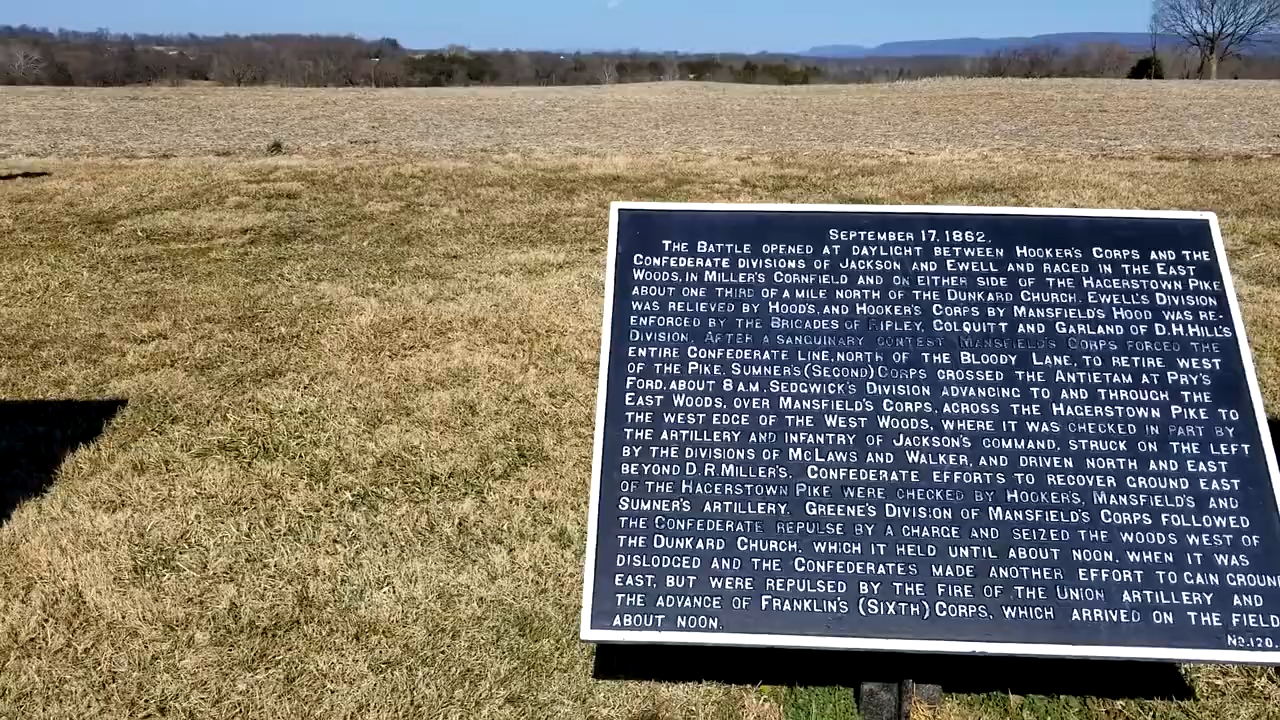 SEPTEMBER 17, 1862.
THE BATTLE OPENED AT DAYLIGHT BETWEEN HOOKER'S CORPS AND THE
CONFEDERATE DIVISIONS OF JACKSON AND EWELL AND RAGED IN THE EAST
WOODS, IN MILLER'S CORNFIELD AND ON EITHER SIDE OF THE HAGERSTOWN PIKE
ABOUT ONE THIRD OF A MILE NORTH OF THE DUNKARD CHURCH. EWELL'S DIVISION
WAS RELIEVED BY HOOD'S, AND HOOKER'S CORPS BY MANSFIELD'S HOOD WAS RE-
ENFORCED BY THE BRIGADES OF RIPLEY, COLQUITT AND GARLAND OF D.H.HILL'S
DIVISION. AFTER A SANGUINARY CONTEST MANSFIELD'S CORPS FORCED THE
ENTIRE CONFEDERATE LINE, NORTH OF THE BLOODY LANE, TO RETIRE WEST
OF THE PIKE. SUMNER'S (SECOND) CORPS CROSSED THE ANTIETAM AT PRY'S
FORD. ABOUT 8 A.M. SEDGWICK'S DIVISION ADVANCING TO AND THROUGH THE
EAST WOODS, OVER MANSFIELD'S CORPS, ACROSS THE HAGERSTOWN PIKE TO
THE WEST EDGE OF THE WEST WOODS, WHERE IT WAS CHECKED IN PART BY
THE ARTILLERY AND INFANTRY OF JACKSON'S COMMAND, STRUCK ON THE LEFT
BY THE DIVISIONS OF MCLAWS AND WALKER, AND DRIVEN NORTH AND EAST
BEYOND D.R.MILLER'S. CONFEDERATE EFFORTS TO RECOVER GROUND EAST
OF THE HAGERSTOWN PIKE WERE CHECKED BY HOOKER'S, MANSFIELD'S AND
SUMNER'S ARTILLERY. GREENE'S DIVISION OF MANSFIELD'S CORPS FOLLOWED
THE CONFEDERATE REPULSE BY A CHARGE AND SEIZED THE WOODS WEST OF
THE DUNKARD CHURCH, WHICH IT HELD UNTIL ABOUT NOON, WHEN IT WAS
DISLODGED AND THE CONFEDERATES MADE ANOTHER EFFORT TO GAIN GROUN
EAST, BUT WERE REPULSED BY THE FIRE OF THE UNION ARTILLERY AND
THE ADVANCE OF FRANKLIN'S (SIXTH) CORPS, WHICH ARRIVED ON THE FIELD
ABOUT NOON.
NO.120.